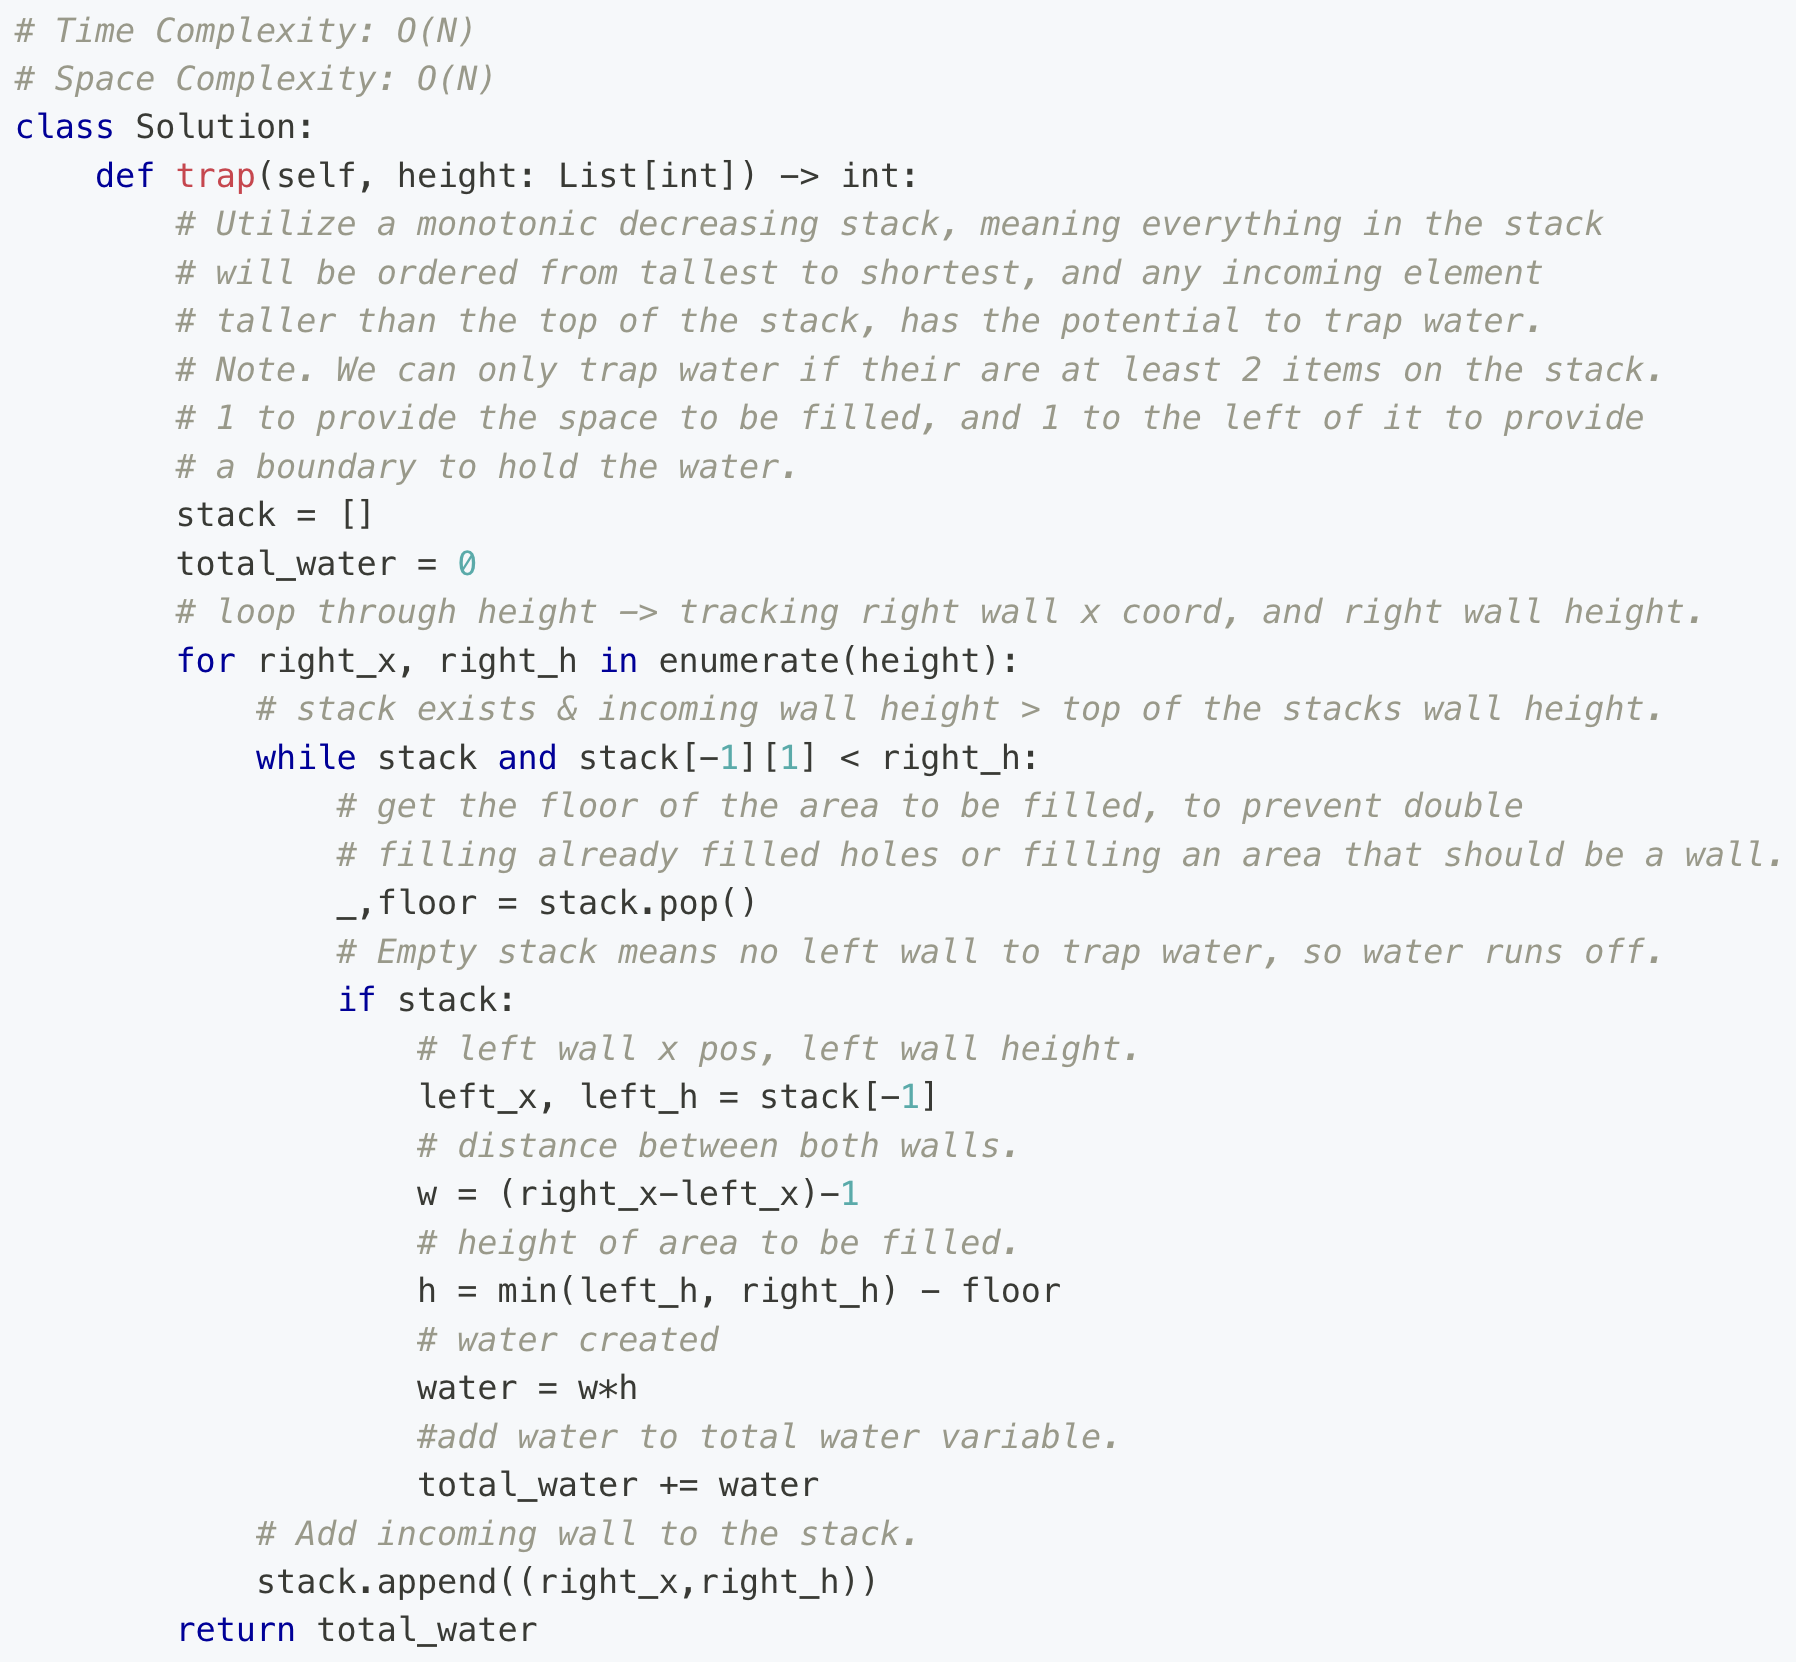 # Time Complexity: O(N)
# Space Complexity: O(N)
class Solution:
    def trap(self, height: List[int]) -> int:
        # Utilize a monotonic decreasing stack, meaning everything in the stack
        # will be ordered from tallest to shortest, and any incoming element
        # taller than the top of the stack, has the potential to trap water.
        # Note. We can only trap water if their are at least 2 items on the stack.
        # 1 to provide the space to be filled, and 1 to the left of it to provide
        # a boundary to hold the water.
        stack = []
        total_water = 0
        # loop through height -> tracking right wall x coord, and right wall height.
        for right_x, right_h in enumerate(height):
            # stack exists & incoming wall height > top of the stacks wall height.
            while stack and stack[-1][1] < right_h:
                # get the floor of the area to be filled, to prevent double
                # filling already filled holes or filling an area that should be a wall.
                _,floor = stack.pop()
                # Empty stack means no left wall to trap water, so water runs off.
                if stack:
                    # left wall x pos, left wall height.
                    left_x, left_h = stack[-1]
                    # distance between both walls.
                    w = (right_x-left_x)-1
                    # height of area to be filled.
                    h = min(left_h, right_h) - floor
                    # water created
                    water = w*h
                    #add water to total water variable.
                    total_water += water
            # Add incoming wall to the stack.
            stack.append((right_x,right_h))
        return total_water